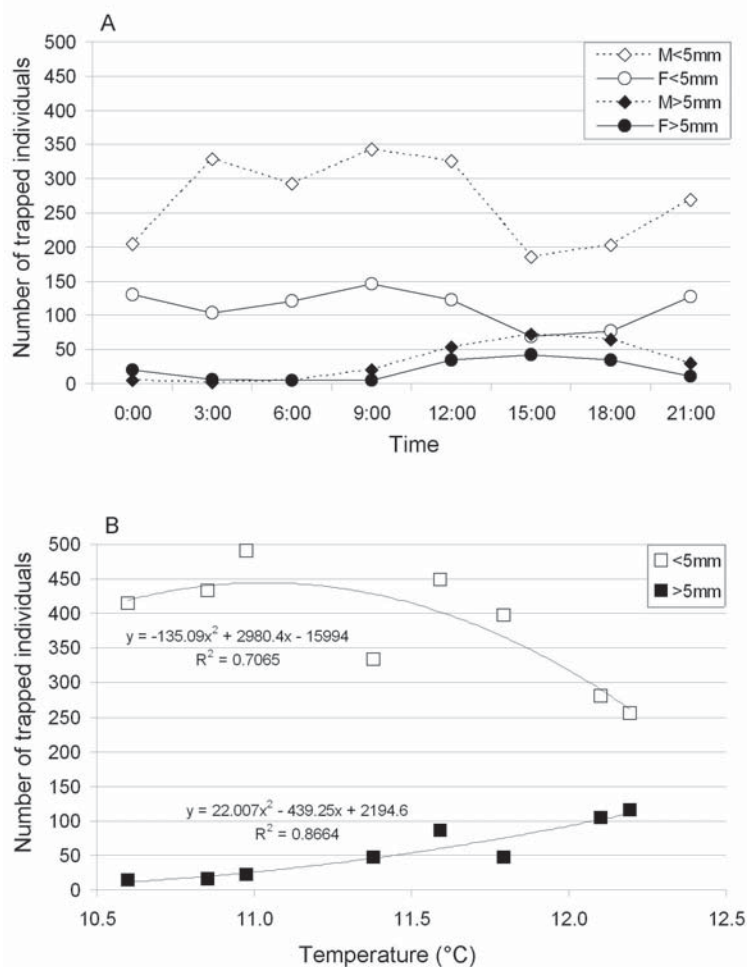 A
500
450
400
350
300
250
200
150
100
50
0
Number of trapped individuals
M<5mm
F<5mm
M>5mm
F>5mm
0:00 3:00 6:00 9:00 12:00 15:00 18:00 21:00
Time
B
500
450
400
350
300
250
200
150
100
50
0
Number of trapped individuals
<5mm
>5mm
y = -135.09x² + 2980.4x - 15994
R² = 0.7065
y = 22.007x² - 439.25x + 2194.6
R² = 0.8664
10.5 11.0 11.5 12.0 12.5
Temperature (°C)